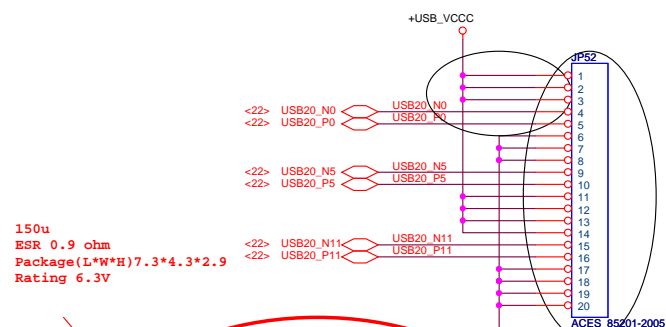 +USB_VCCC
JP52
1
2
3
<22> USB20_N0 USB20_N0 4
<22> USB20_P0 USB20_P0 5
6
7
8
<22> USB20_N5 USB20_N5 9
<22> USB20_P5 USB20_P5 10
11
12
13
14
<22> USB20_N11 USB20_N11 15
<22> USB20_P11 USB20_P11 16
17
18
19
20
150u
ESR 0.9 ohm
Package(L*W*H)7.3*4.3*2.9
Rating 6.3V
ACES_85201-2005